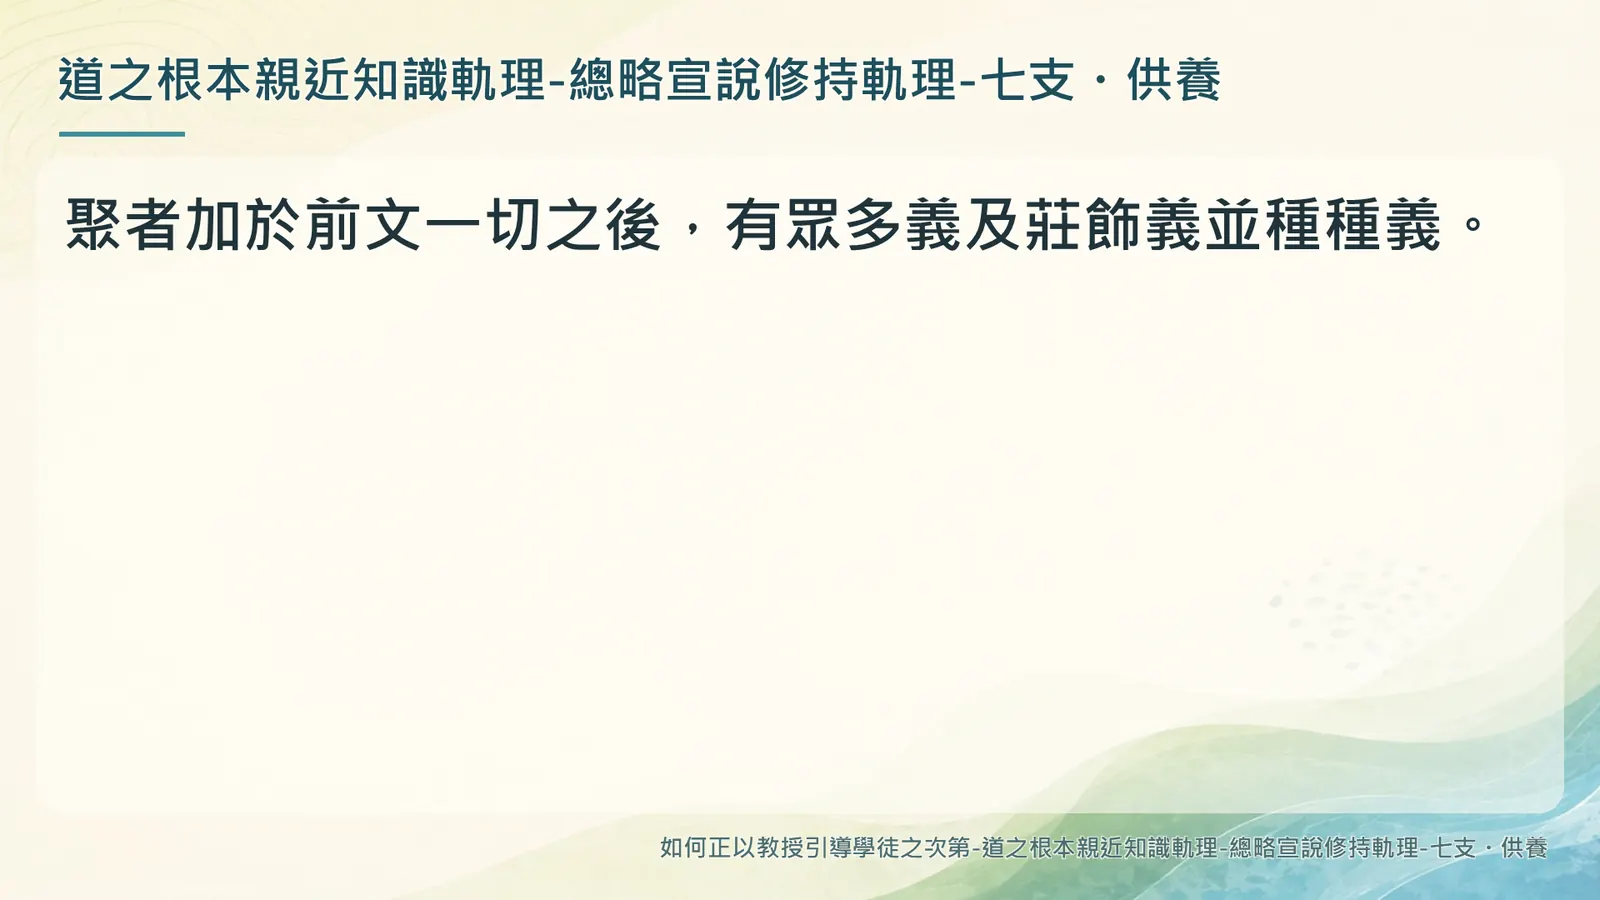 道之根本親近知識軌理-總略宣說修持軌理-七支．供養
聚者加於前文一切之後，有眾多義及莊飾義並種種義。
如何正以教授引導學徒之次第-道之根本親近知識軌理-總略宣說修持軌理-七支．供養